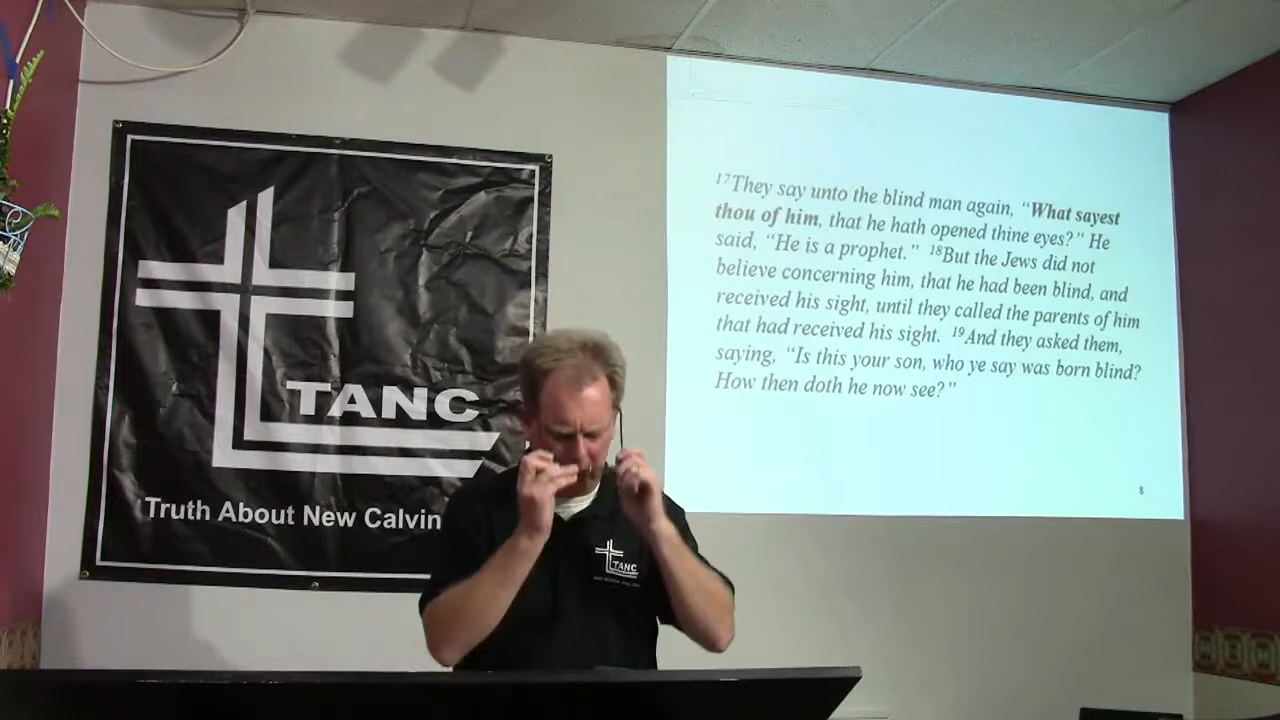 TANC
Truth About New Calvin
17They say unto the blind man again, "What sayest
thou of him, that he hath opened thine eyes?" He
said, "He is a prophet." 18But the Jews did not
believe concerning him, that he had been blind, and
received his sight, until they called the parents of him
that had received his sight. 19And they asked them,
saying, "Is this your son, who ye say was born blind?
How then doth he now see?"
8
TANC